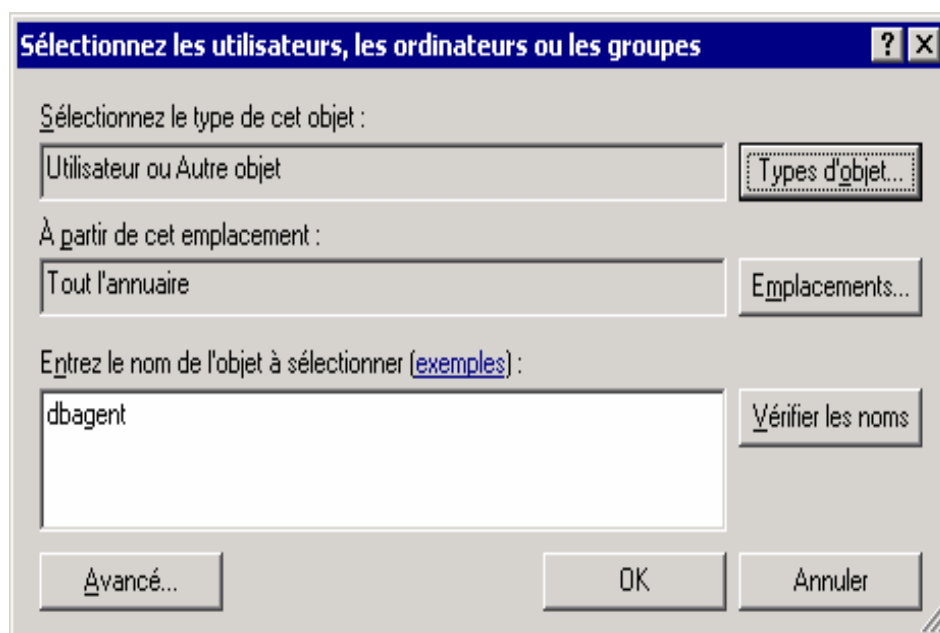 Sélectionnez les utilisateurs, les ordinateurs ou les groupes
Sélectionnez le type de cet objet :
Utilisateur ou Autre objet
Types d'objet...
À partir de cet emplacement :
Tout l'annuaire
Emplacements...
Entrez le nom de l'objet à sélectionner (exemples) :
dbagent
Vérifier les noms
Avancé...
OK
Annuler